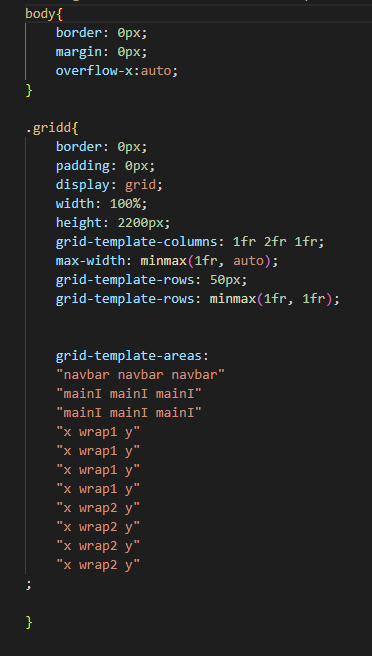 body{
border: 0px;
margin: 0px;
overflow-x:auto;
}
.gridd{
border: 0px;
padding: 0px;
display: grid;
width: 100%;
height: 2200px;
grid-template-columns: 1fr 2fr 1fr;
max-width: minmax(1fr, auto);
grid-template-rows: 50px;
grid-template-rows: minmax(1fr, 1fr);
grid-template-areas:
"navbar navbar navbar"
"mainI mainI mainI"
"mainI mainI mainI"
"x wrap1 y"
"x wrap1 y"
"x wrap1 y"
"x wrap1 y"
"x wrap2 y"
"x wrap2 y"
"x wrap2 y"
"x wrap2 y"
;
}